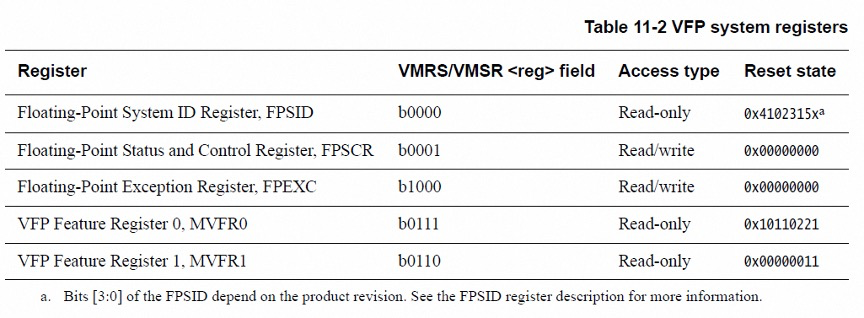 Table 11-2 VFP system registers
Register VMRS/VMSR <reg> field Access type Reset state
Floating-Point System ID Register, FPSID b0000 Read-only 0x4102315xa
Floating-Point Status and Control Register, FPSCR b0001 Read/write 0x00000000
Floating-Point Exception Register, FPEXC b1000 Read/write 0x00000000
VFP Feature Register 0, MVFR0 b0111 Read-only 0x10110221
VFP Feature Register 1, MVFR1 b0110 Read-only 0x00000011
a. Bits [3:0] of the FPSID depend on the product revision. See the FPSID register description for more information.